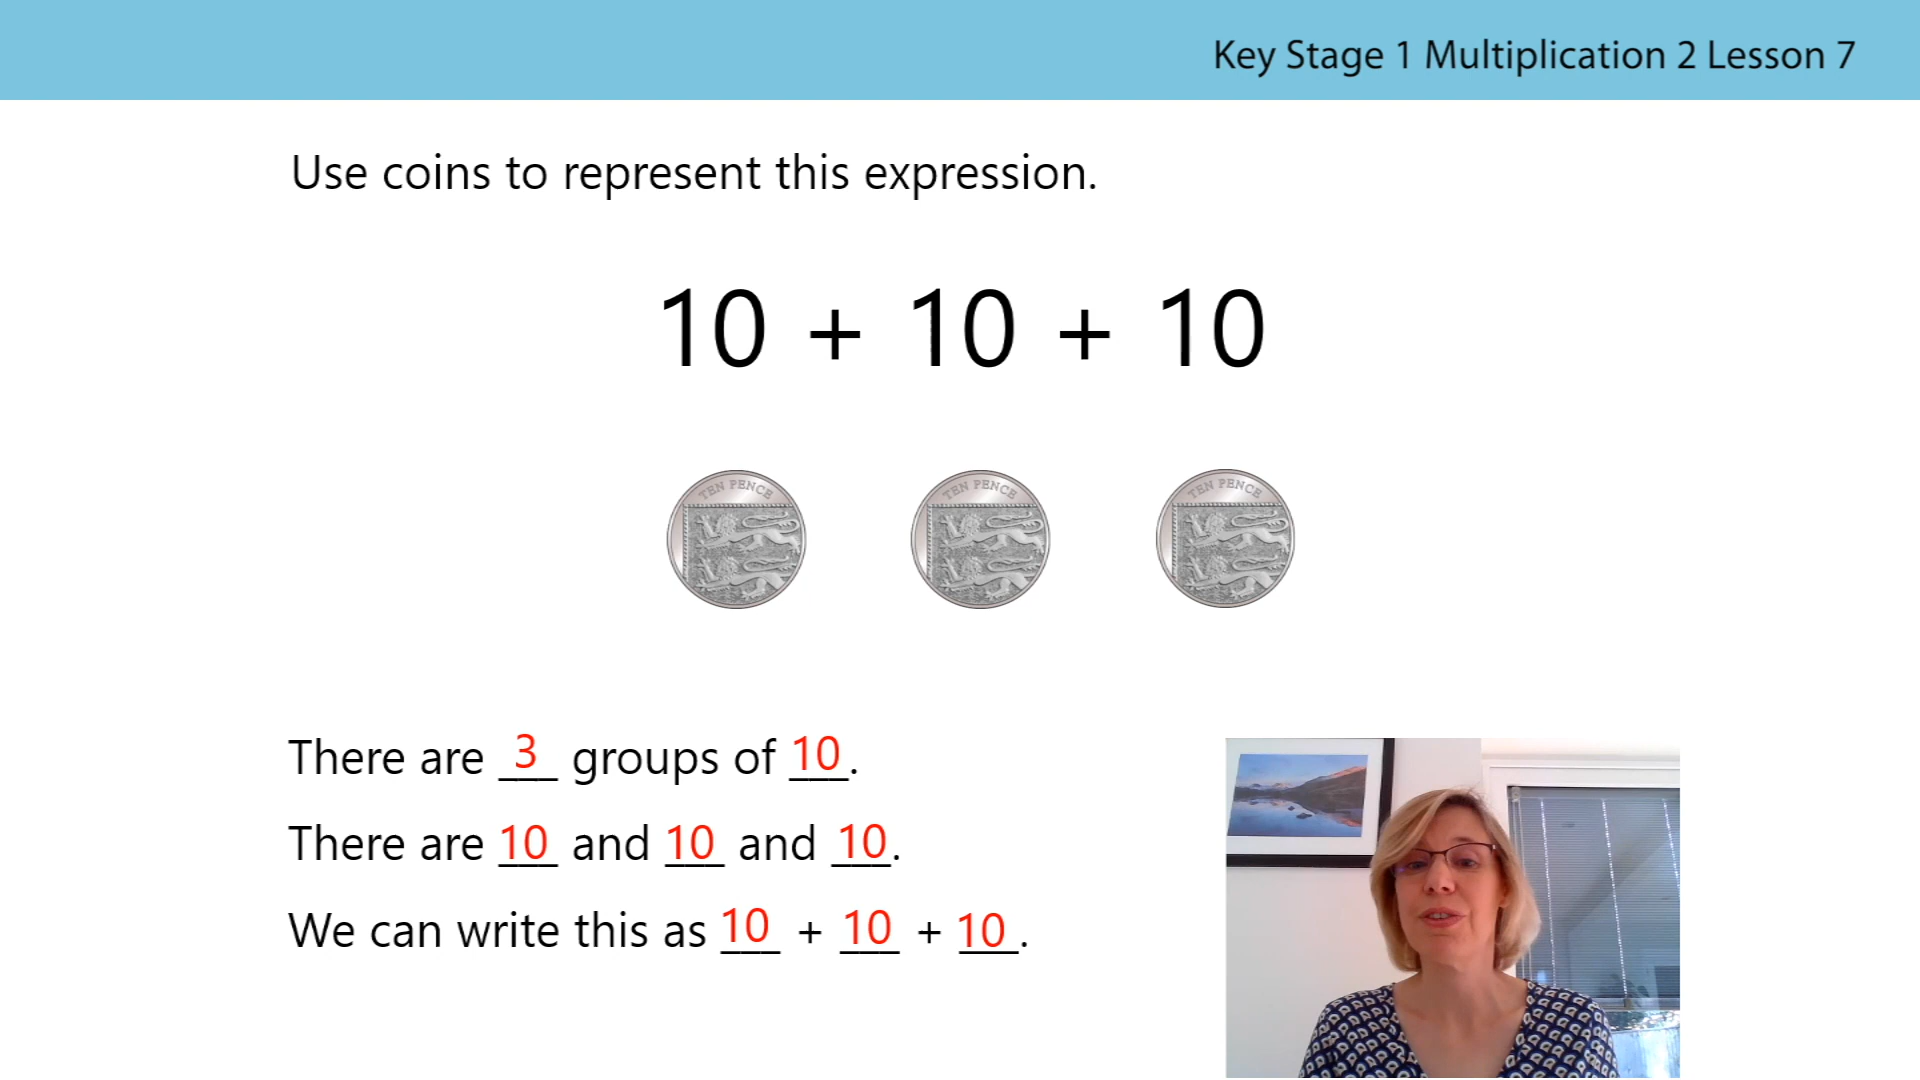 Key Stage 1 Multiplication 2 Lesson 7
Use coins to represent this expression.
10 + 10 + 10
TEN PENCE TEN PENCE TEN PENCE
There are 3 groups of 10.
There are 10 and 10 and 10.
We can write this as 10 + 10 + 10.